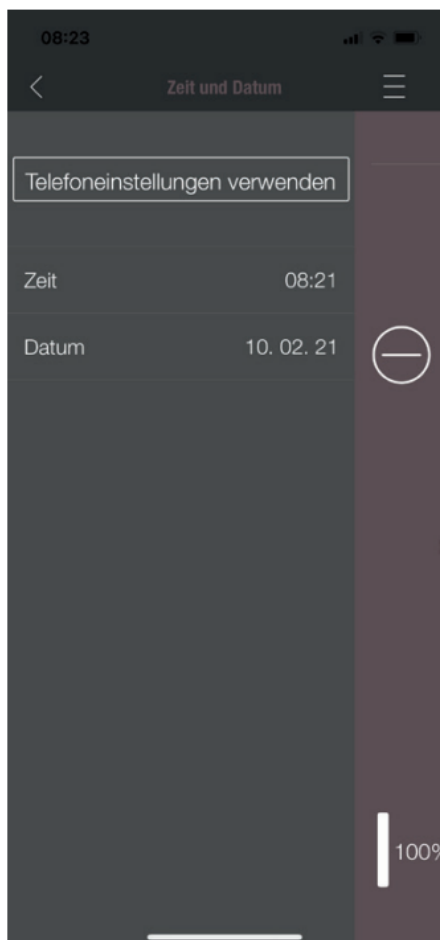 08:23
Zeit und Datum
Telefoneinstellungen verwenden
Zeit 08:21
Datum 10. 02. 21
100%